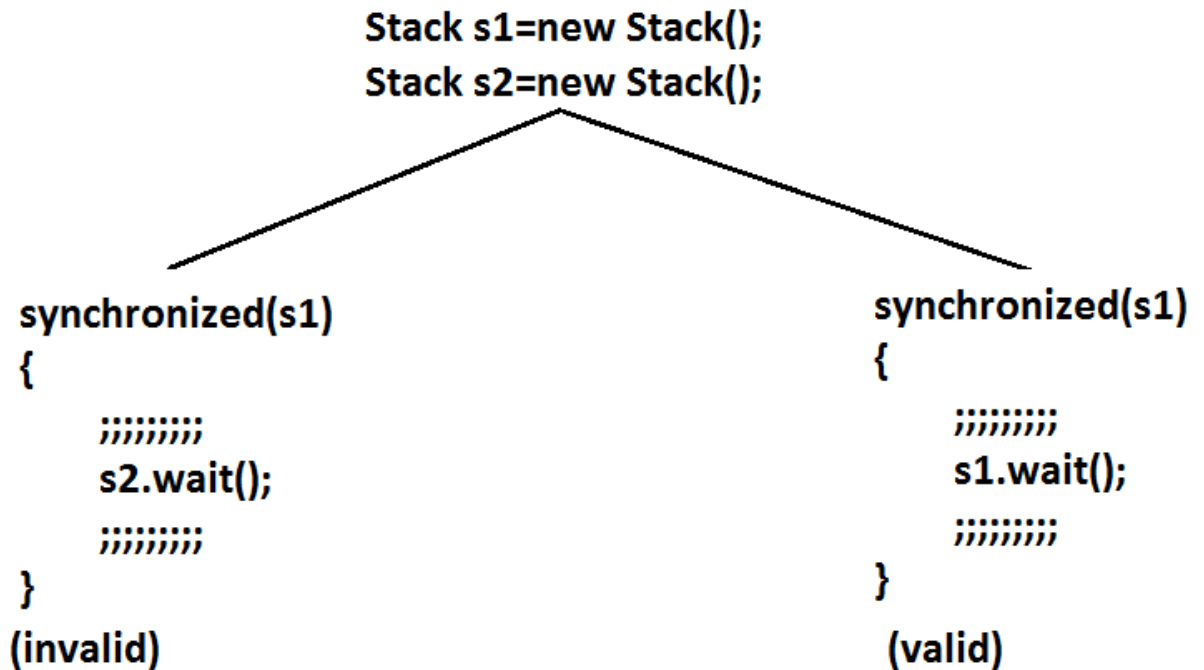 Stack s1=new Stack();
Stack s2=new Stack();
synchronized(s1)
{
;;;;;;;;;
s2.wait();
;;;;;;;;;
}
(invalid)
synchronized(s1)
{
;;;;;;;;;
s1.wait();
;;;;;;;;;
}
(valid)